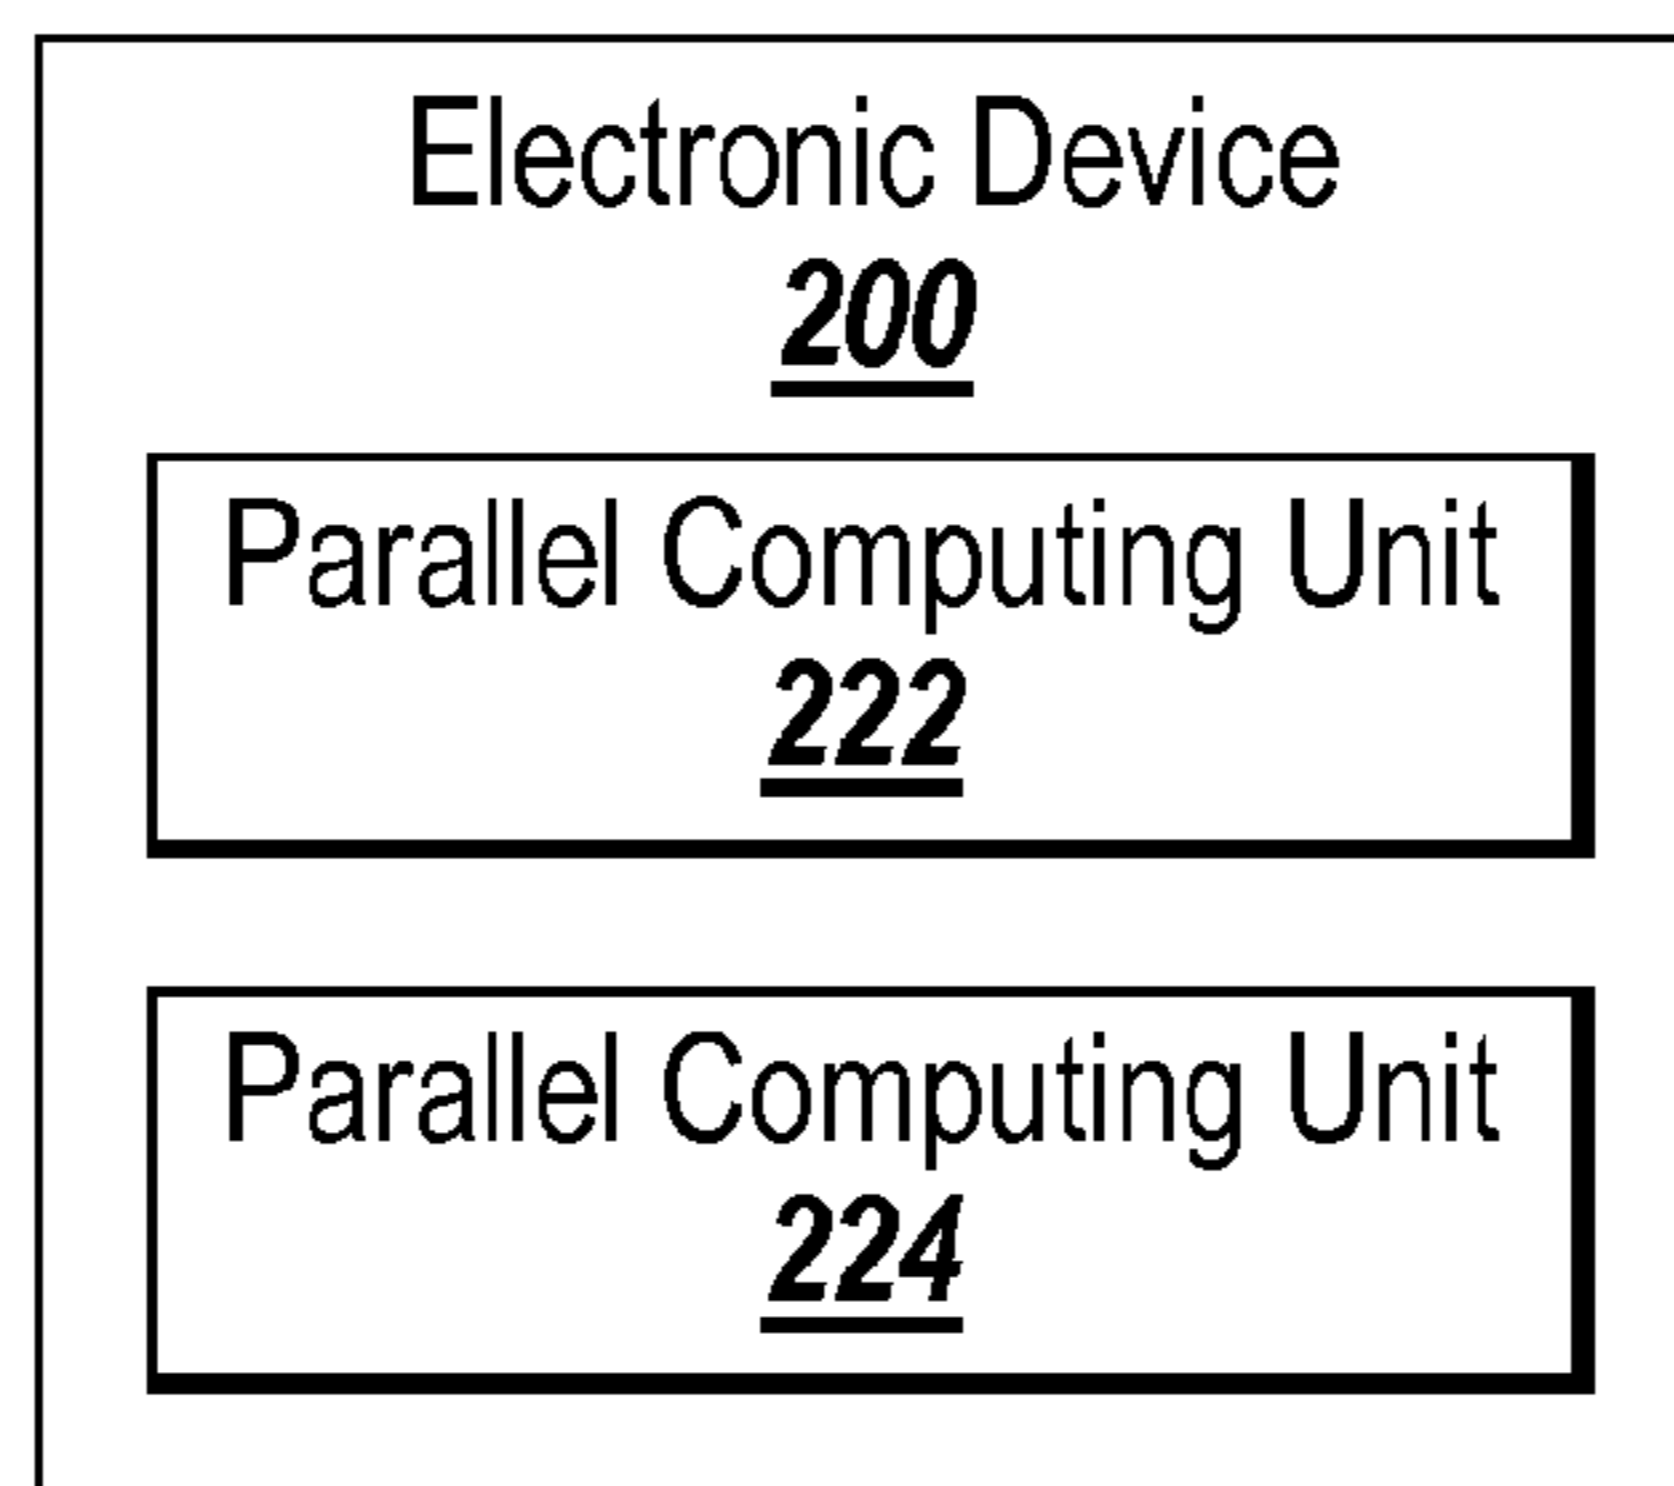 Electronic Device
200
Parallel Computing Unit
222
Parallel Computing Unit
224